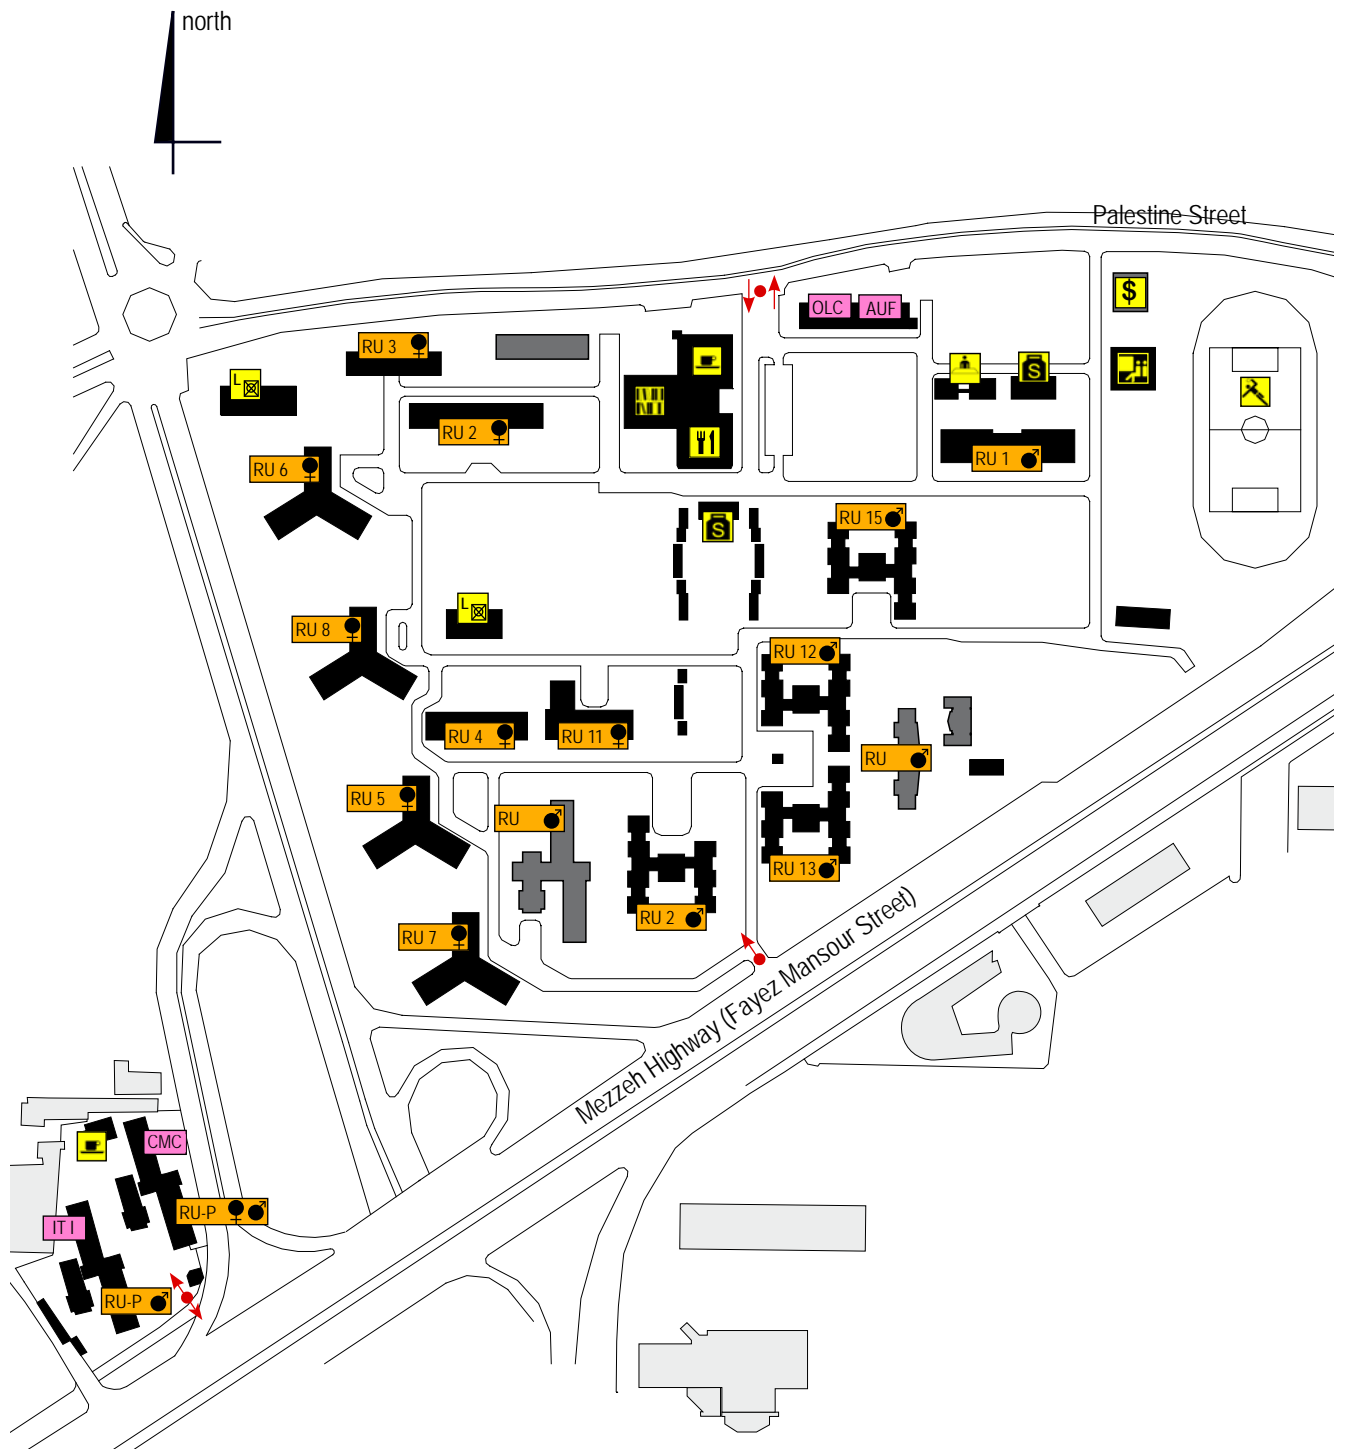 north
Palestine Street
$
OLC
AUF
RU 3
L
S
RU 2
RU 1
RU 6
RU 15
S
L
RU 8
RU 12
RU 4
RU 11
RU
RU 5
RU
RU 13
RU 2
RU 7
Mezzeh Highway (Fayez Mansour Street)
CMC
RU-P
IT I
RU-P